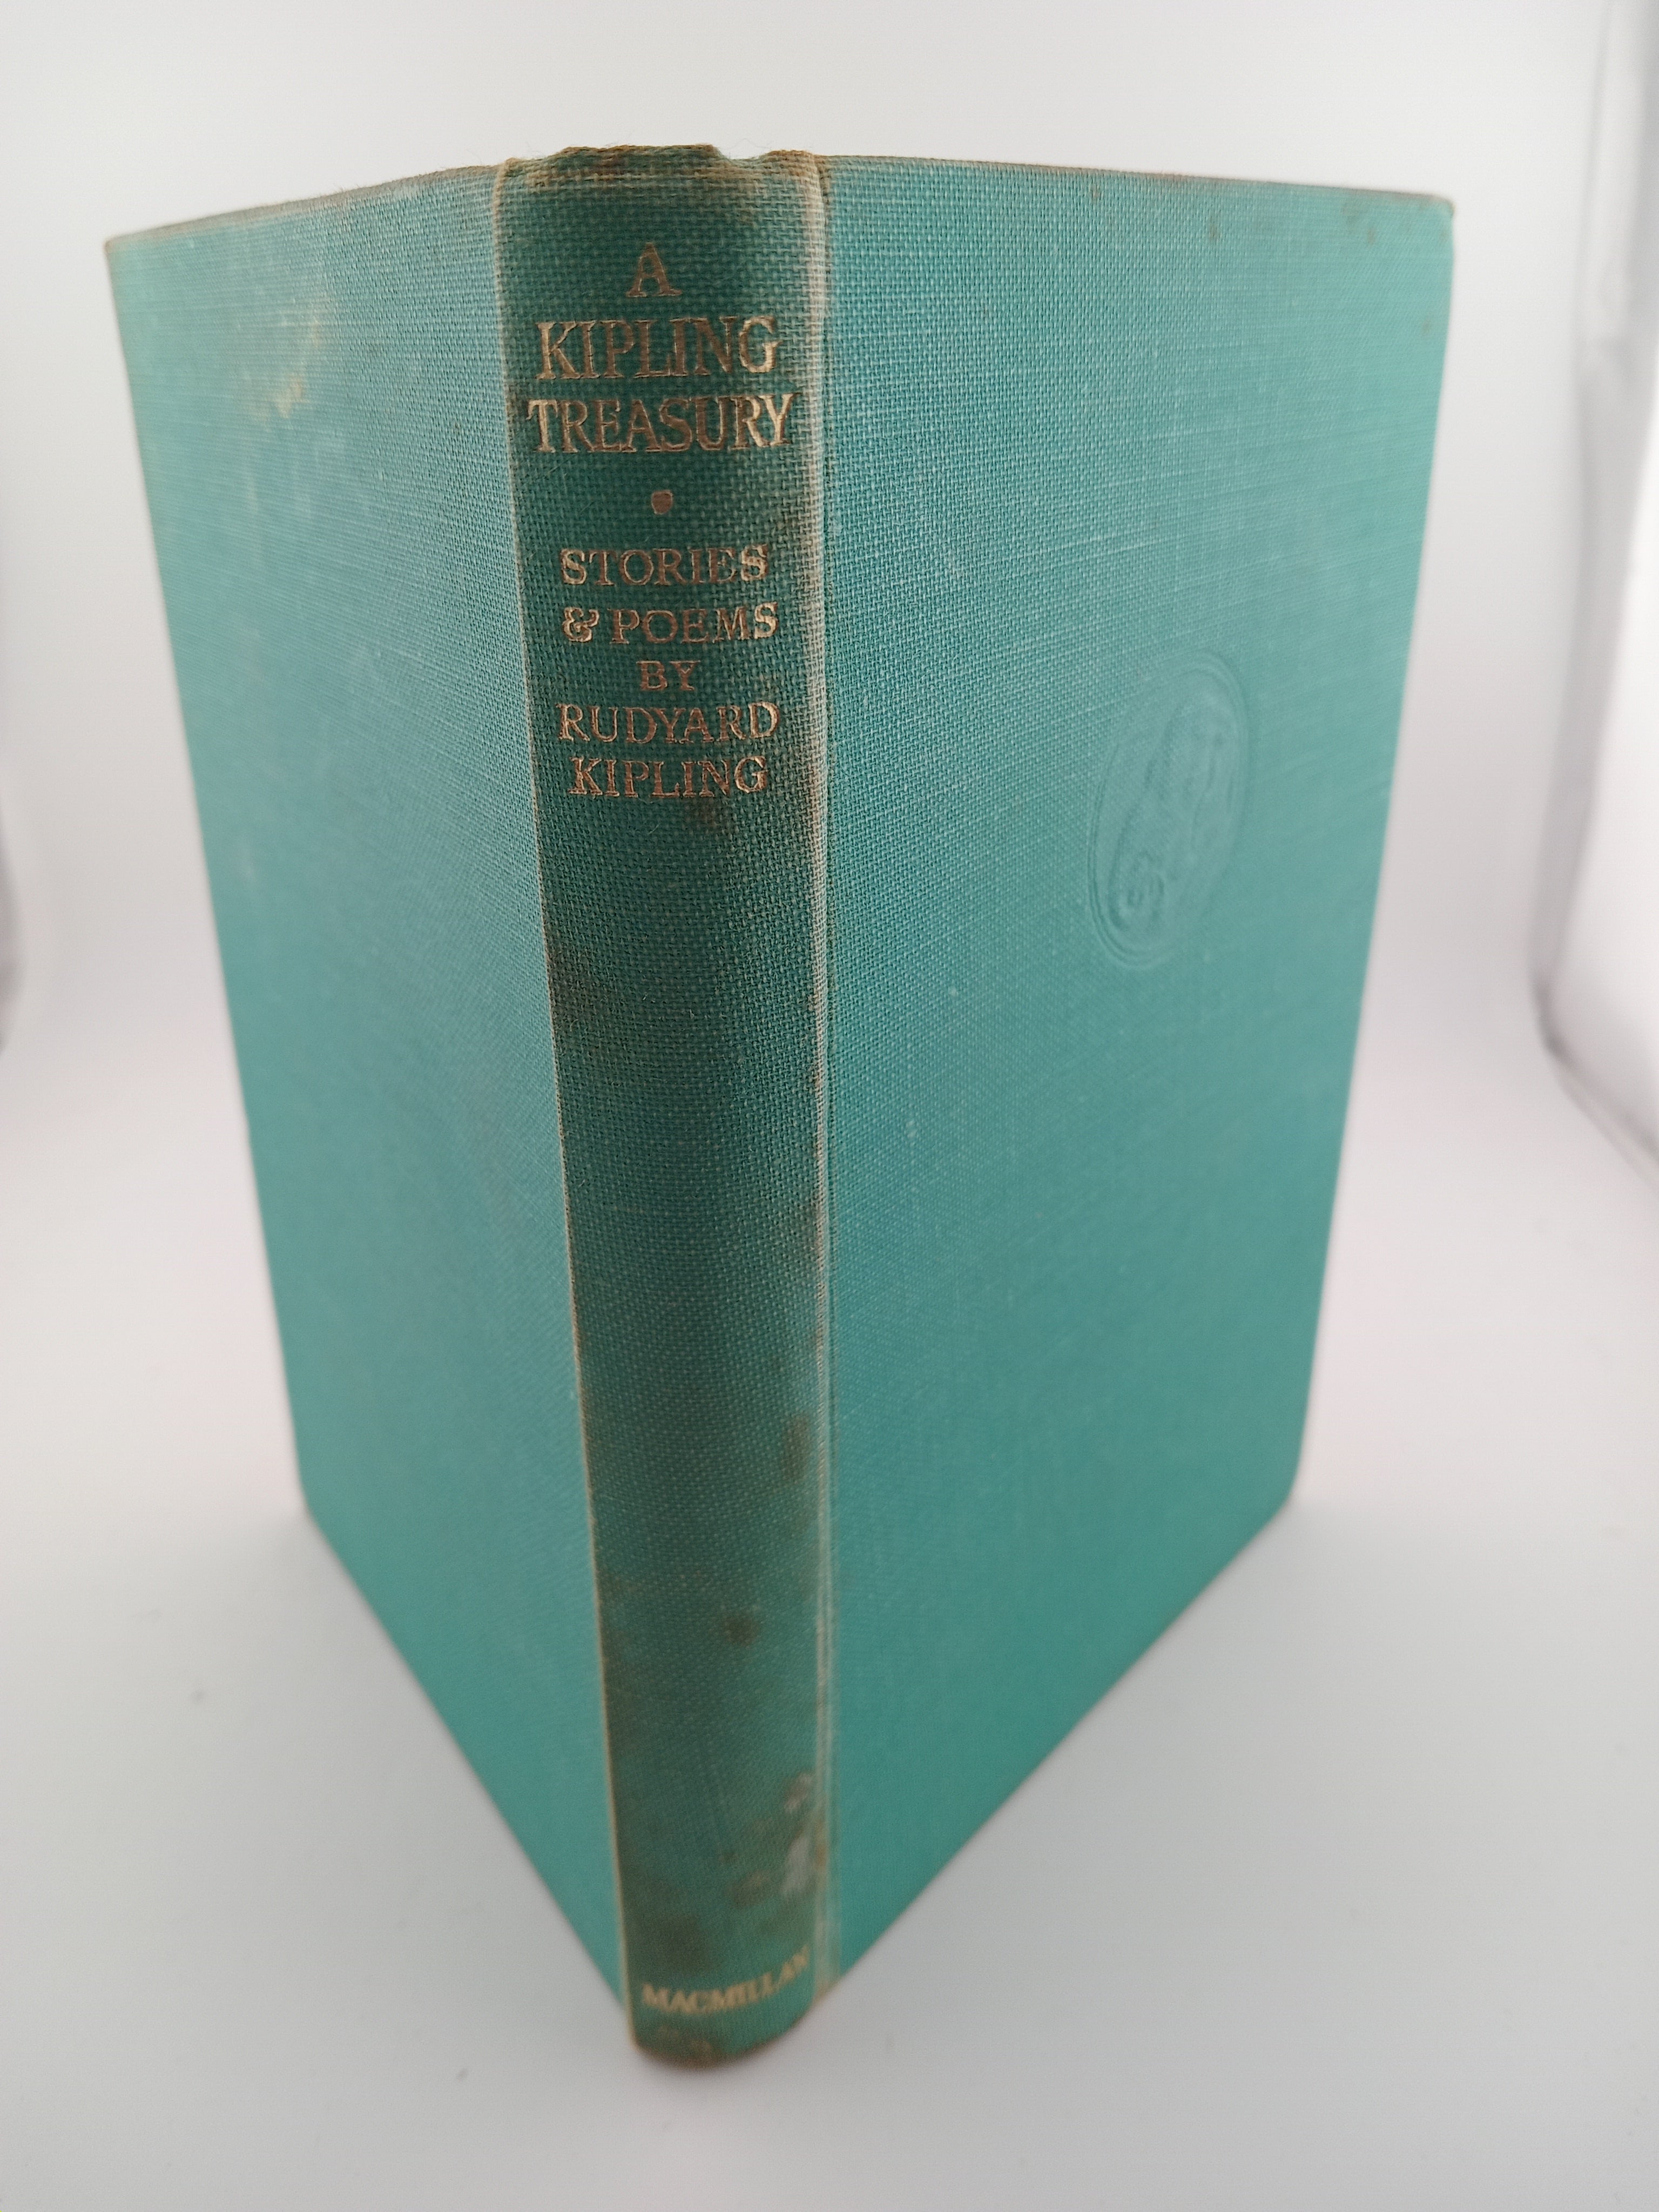 A
KIPLING
TREASURY
•
STORIES
& POEMS
BY
RUDYARD
KIPLING
MACMILLAN